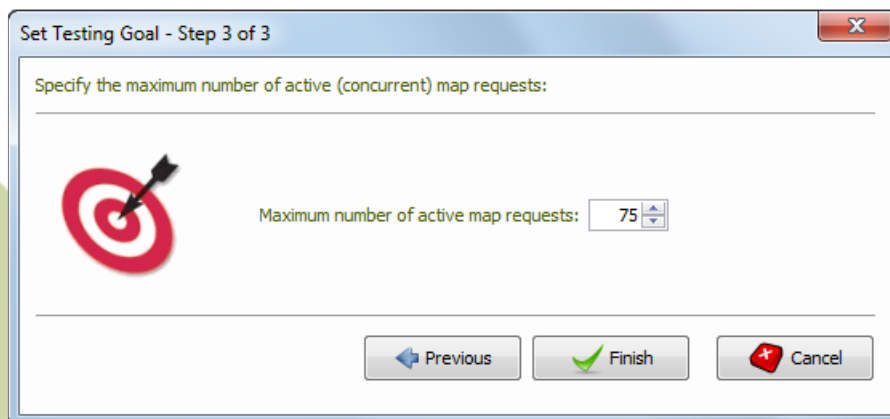 Set Testing Goal - Step 3 of 3
Specify the maximum number of active (concurrent) map requests:
Maximum number of active map requests: 75
Previous Finish Cancel